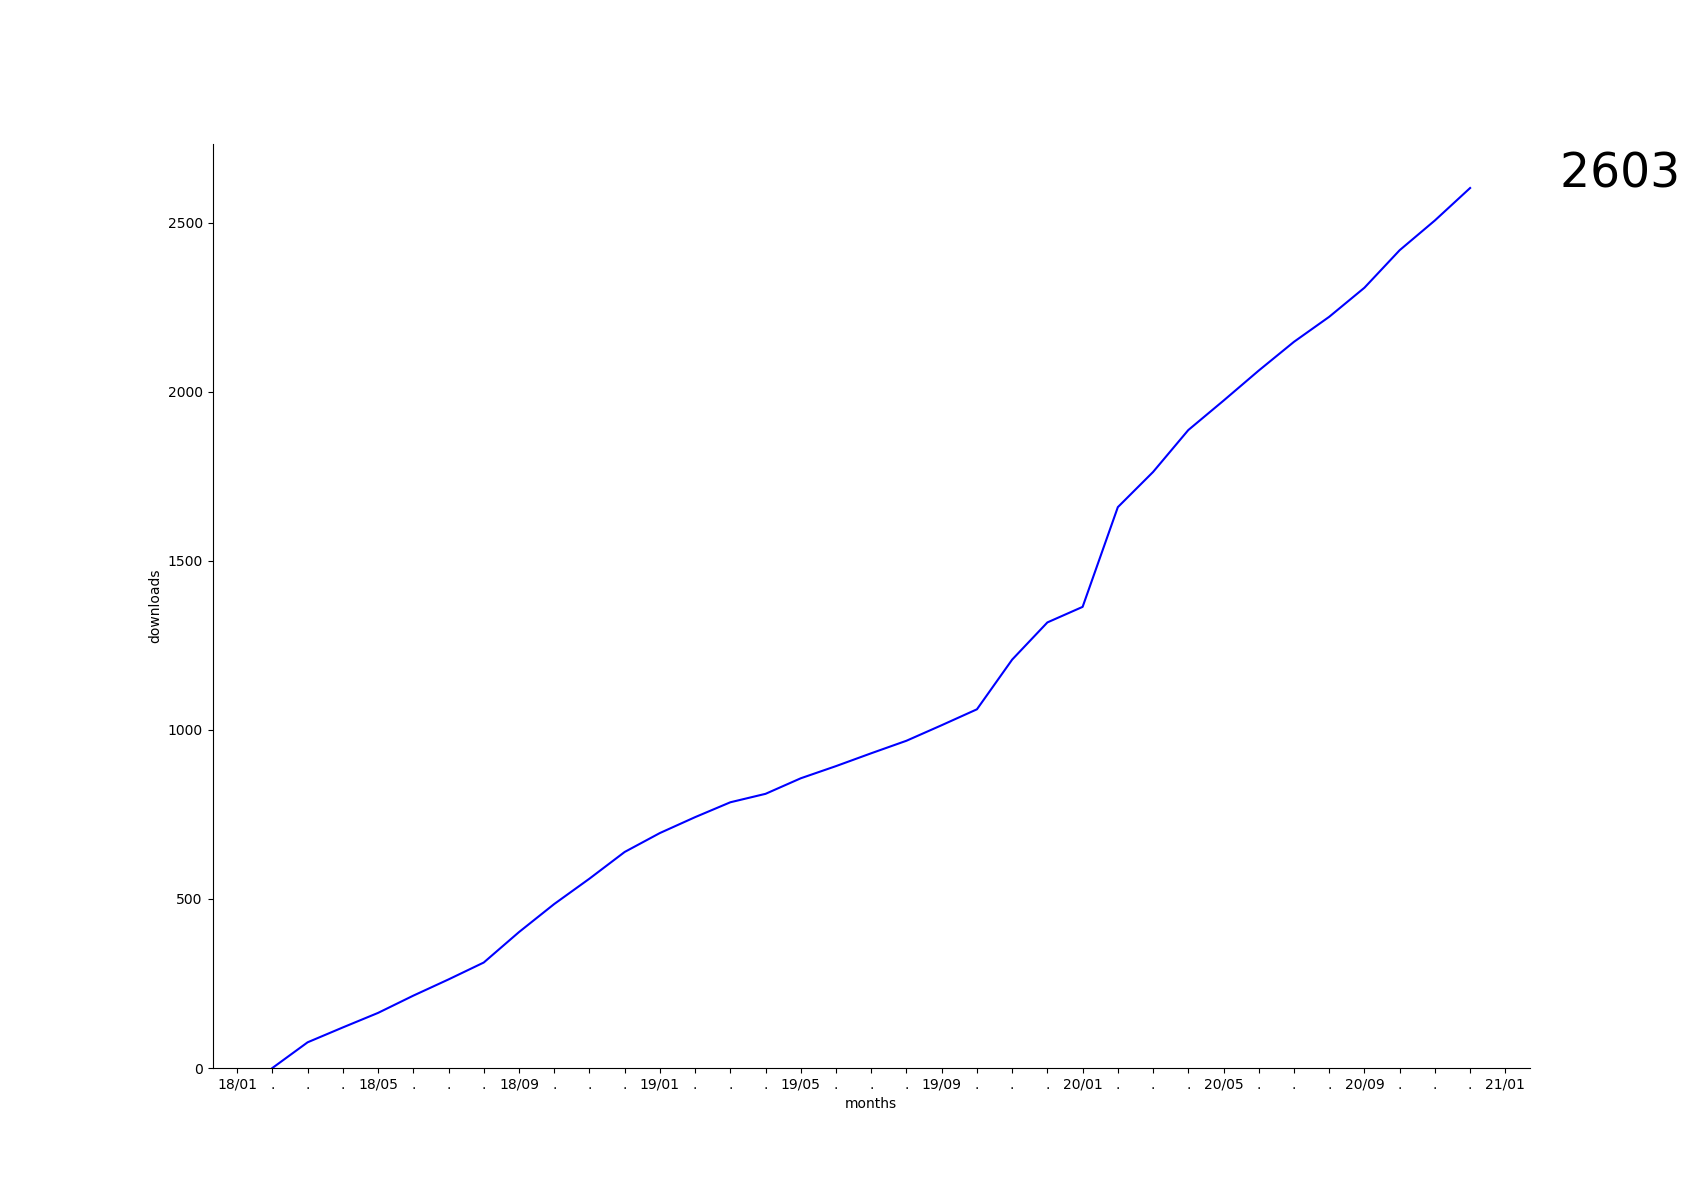 2603
2500
2000
1500
1000
500
0
downloads
18/01 . . . 18/05 . . . 18/09 . . . 19/01 . . . 19/05 . . . 19/09 . . . 20/01 . . . 20/05 . . . 20/09 . . . 21/01
months